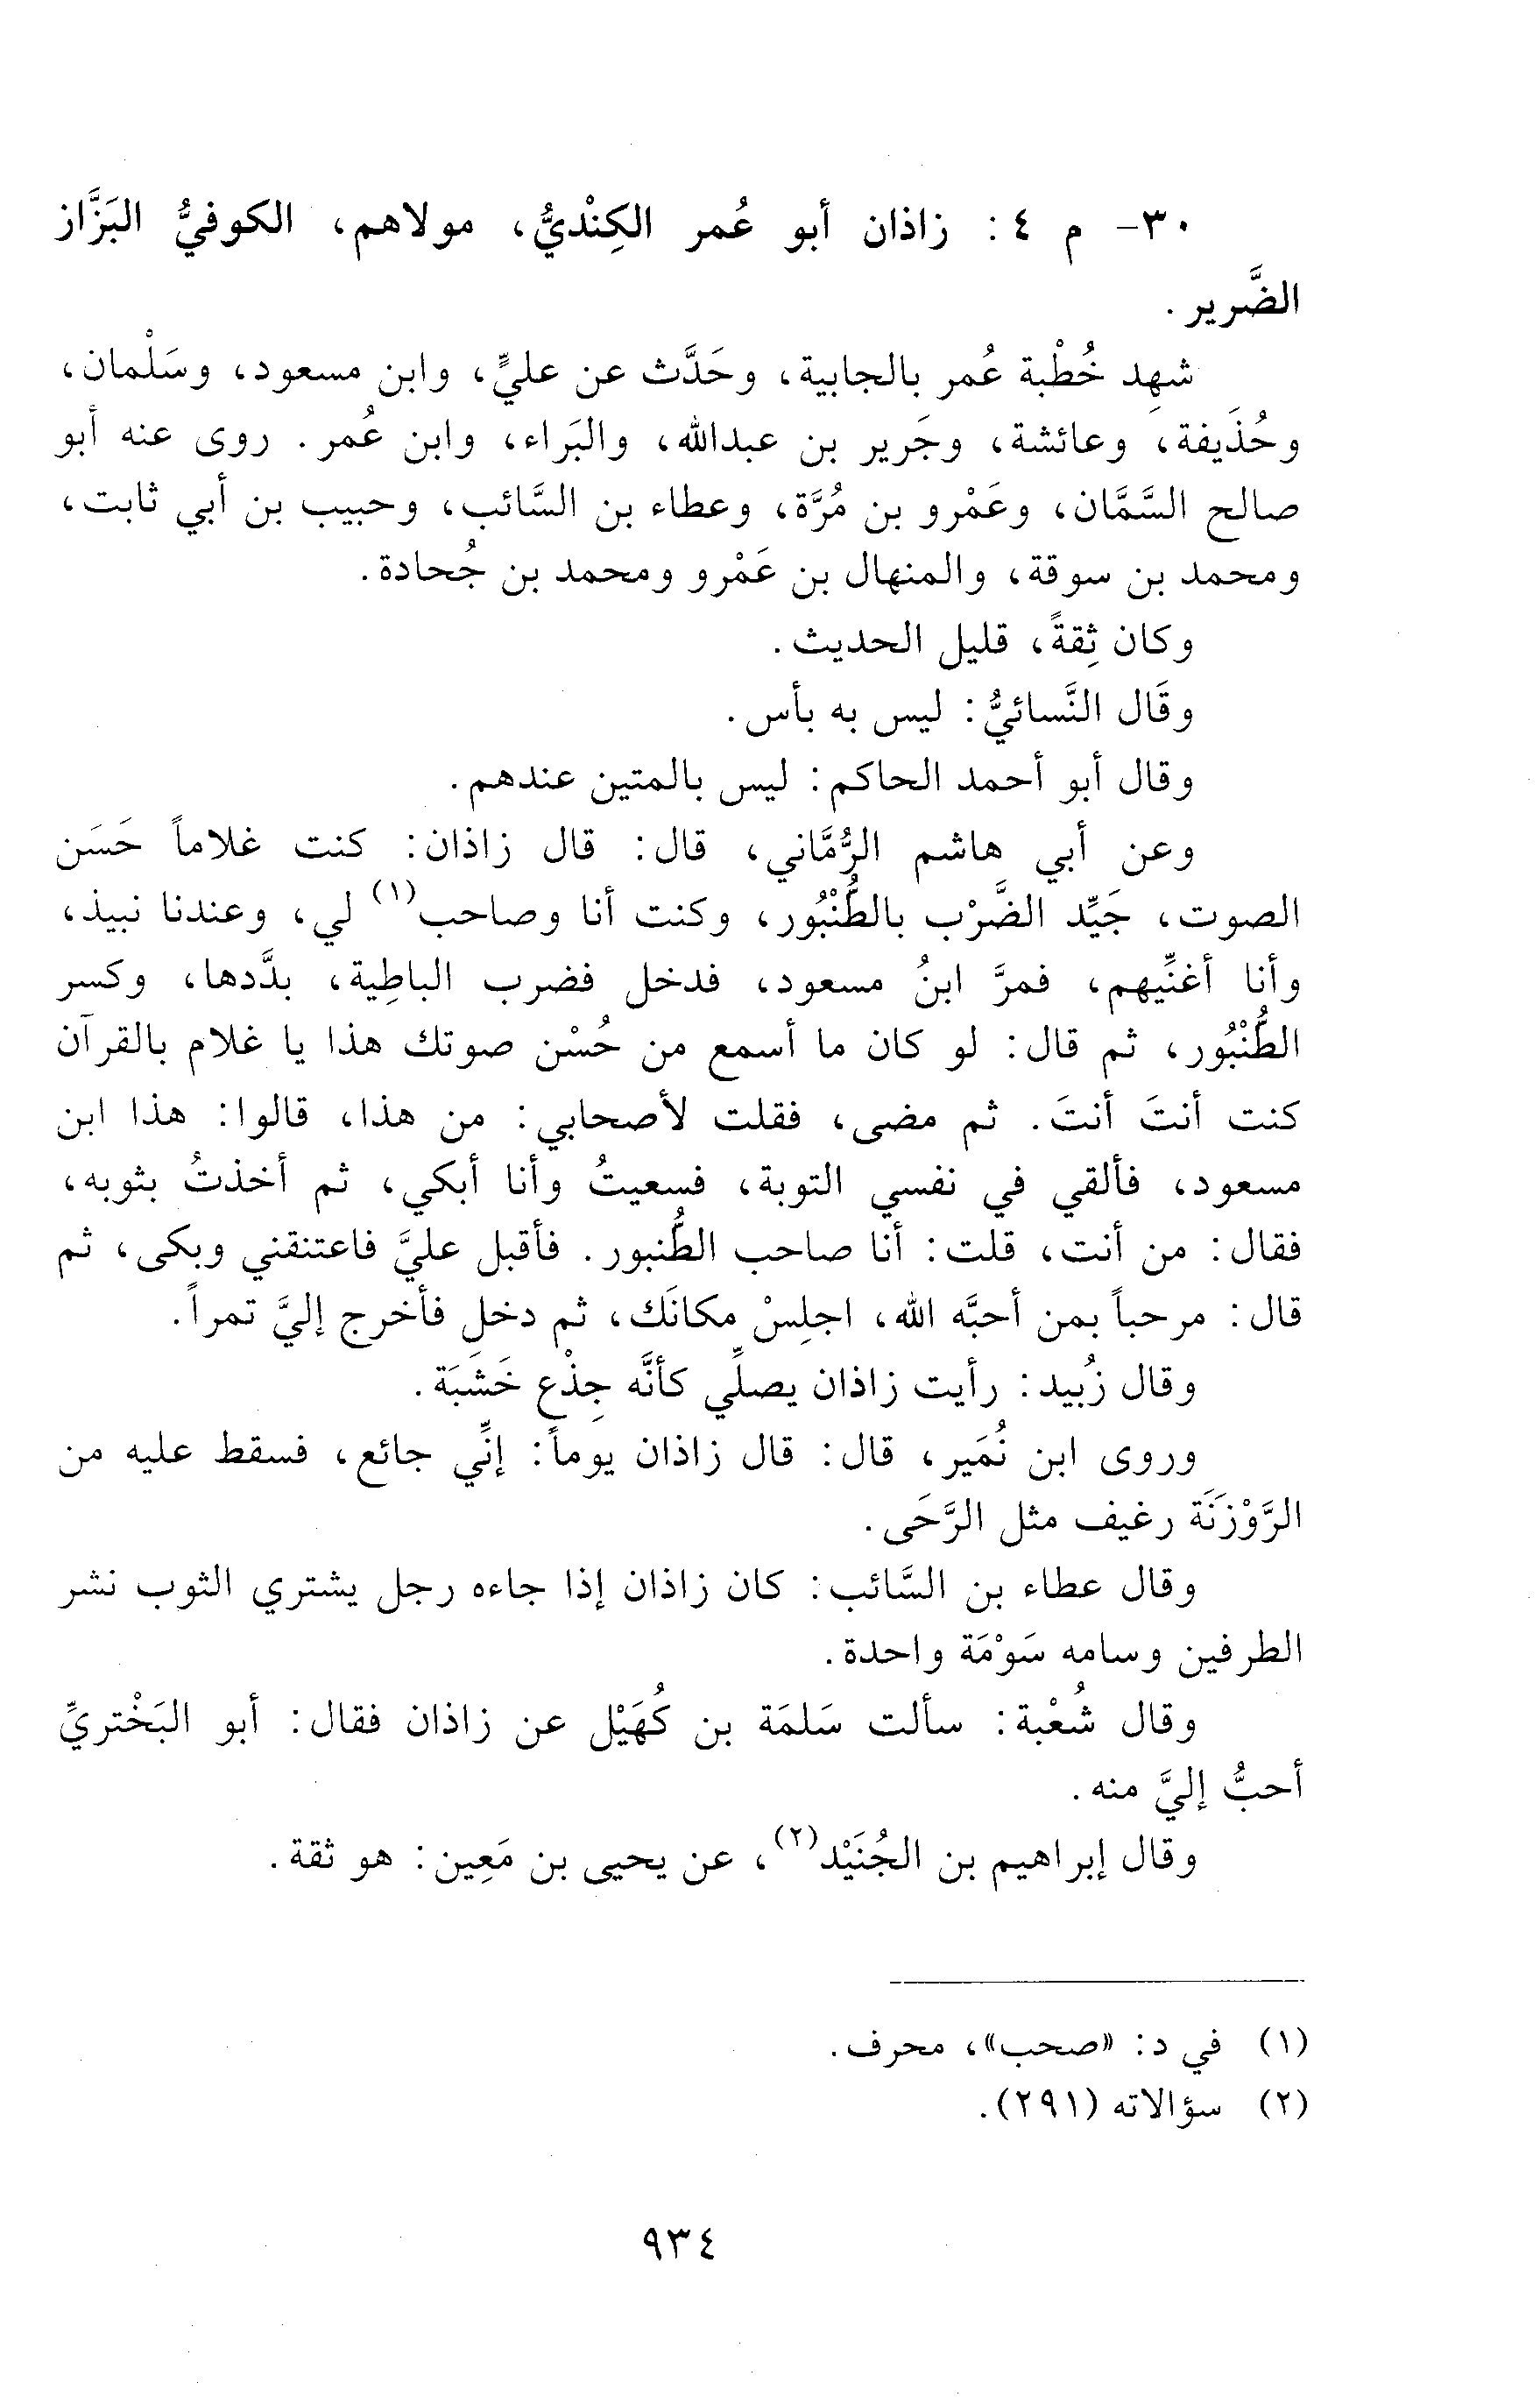 ٣٠- م ٤: زاذان أبو عُمر الكِنْديُّ، مولاهم، الكوفيُّ البَزَّاز
الضَّرير.
شهِد خُطْبة عُمر بالجابية، وحَدَّث عن عليٍّ، وابن مسعود، وسَلْمان،
وحُذَيفة، وعائشة، وجَرير بن عبدالله، والبَراء، وابن عُمر. روى عنه أبو
صالح السَّمَّان، وعَمْرو بن مُرَّة، وعطاء بن السَّائب، وحبيب بن أبي ثابت،
ومحمد بن سوقة، والمنهال بن عَمْرو ومحمد بن جُحادة.
وكان ثِقةً، قليل الحديث.
وقَال النَّسائيُّ: ليس به بأس.
وقال أبو أحمد الحاكم: ليس بالمتين عندهم.
وعن أبي هاشم الرُّمَّاني، قال: قال زاذان: كنت غلاماً حَسَن
الصوت، جَيِّد الضَّرْب بالطُّنْبُور، وكنت أنا وصاحب(١) لي، وعندنا نبيذ،
وأنا أغنِّيهم، فمرَّ ابنُ مسعود، فدخل فضرب الباطِية، بدَّدها، وكسر
الطُّنْبُور، ثم قال: لو كان ما أسمع من حُسْن صوتك هذا يا غلام بالقرآن
كنت أنتَ أنتَ. ثم مضى، فقلت لأصحابي: من هذا، قالوا: هذا ابن
مسعود، فألقي في نفسي التوبة، فسعيتُ وأنا أبكي، ثم أخذتُ بثوبه،
فقال: من أنت، قلت: أنا صاحب الطُّنبور. فأقبل عليَّ فاعتنقني وبكى، ثم
قال: مرحباً بمن أحبَّه الله، اجلِسْ مكانَك، ثم دخل فأخرج إليَّ تمراً.
وقال زُبيد: رأيت زاذان يصلِّي كأنَّه جِذْع خَشَبَة.
وروى ابن نُمَير، قال: قال زاذان يوماً: إنِّي جائع، فسقط عليه من
الرَّوْزَنَة رغيف مثل الرَّحَى.
وقال عطاء بن السَّائب: كان زاذان إذا جاءه رجل يشتري الثوب نشر
الطرفين وسامه سَوْمَة واحدة.
وقال شُعْبة: سألت سَلمَة بن كُهَيْل عن زاذان فقال: أبو البَخْتريِّ
أحبُّ إليَّ منه.
وقال إبراهيم بن الجُنَيْد(٢)، عن يحيى بن مَعِين: هو ثقة.
(١) في د: «صحب»، محرف.
(٢) سؤالاته (٢٩١).
٩٣٤